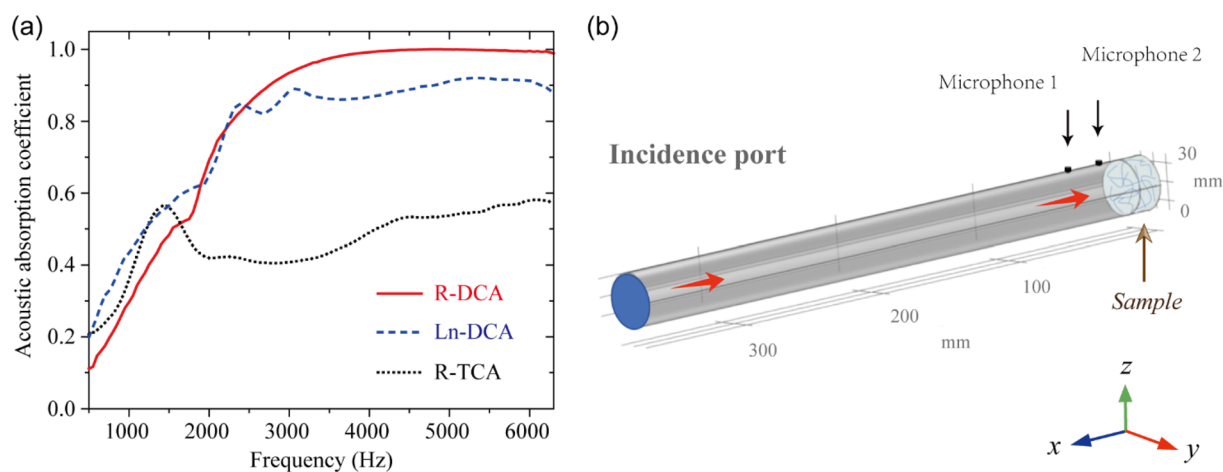 (a)
Acoustic absorption coefficient
1.0
0.8
0.6
0.4
0.2
0.0
R-DCA
Ln-DCA
R-TCA
1000 2000 3000 4000 5000 6000
Frequency (Hz)
(b)
Microphone 2
Microphone 1
Incidence port
30
mm
0
100
200
mm
300
Sample
z
x
y